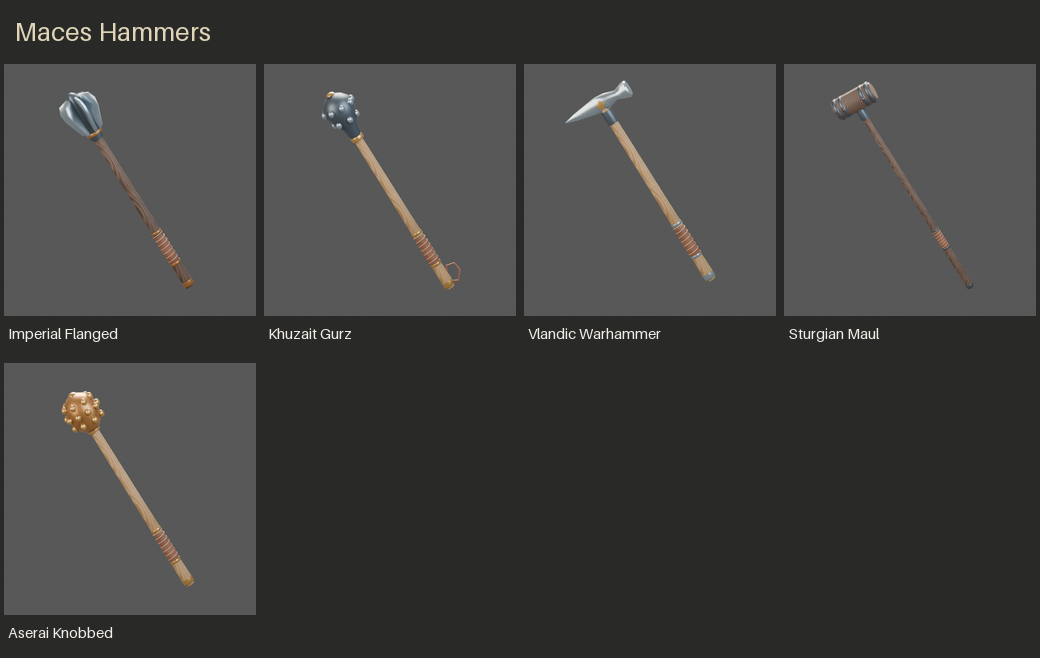 Maces Hammers
Imperial Flanged
Khuzait Gurz
Vlandic Warhammer
Sturgian Maul
Aserai Knobbed